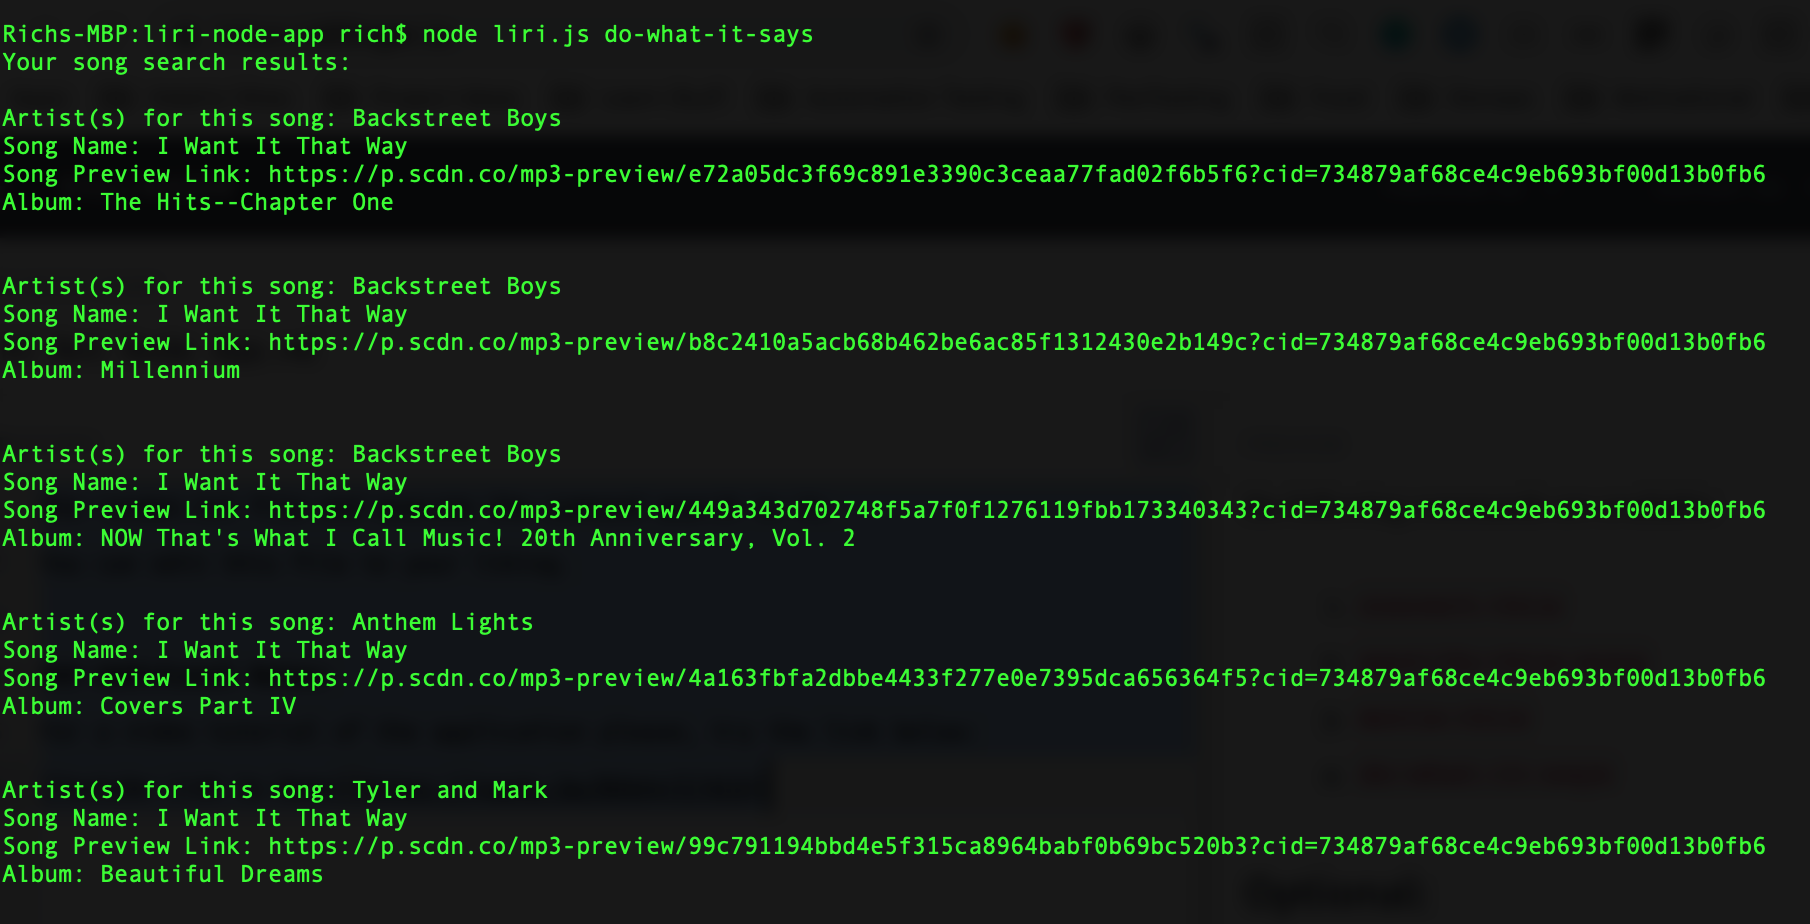 Richs-MBP:liri-node-app rich$ node liri.js do-what-it-says
Your song search results:
Artist(s) for this song: Backstreet Boys
Song Name: I Want It That Way
Song Preview Link: https://p.scdn.co/mp3-preview/e72a05dc3f69c891e3390c3ceaa77fad02f6b5f6?cid=734879af68ce4c9eb693bf00d13b0fb6
Album: The Hits--Chapter One
Artist(s) for this song: Backstreet Boys
Song Name: I Want It That Way
Song Preview Link: https://p.scdn.co/mp3-preview/b8c2410a5acb68b462be6ac85f1312430e2b149c?cid=734879af68ce4c9eb693bf00d13b0fb6
Album: Millennium
Artist(s) for this song: Backstreet Boys
Song Name: I Want It That Way
Song Preview Link: https://p.scdn.co/mp3-preview/449a343d702748f5a7f0f1276119fbb173340343?cid=734879af68ce4c9eb693bf00d13b0fb6
Album: NOW That's What I Call Music! 20th Anniversary, Vol. 2
Artist(s) for this song: Anthem Lights
Song Name: I Want It That Way
Song Preview Link: https://p.scdn.co/mp3-preview/4a163fbfa2dbbe4433f277e0e7395dca656364f5?cid=734879af68ce4c9eb693bf00d13b0fb6
Album: Covers Part IV
Artist(s) for this song: Tyler and Mark
Song Name: I Want It That Way
Song Preview Link: https://p.scdn.co/mp3-preview/99c791194bbd4e5f315ca8964babf0b69bc520b3?cid=734879af68ce4c9eb693bf00d13b0fb6
Album: Beautiful Dreams